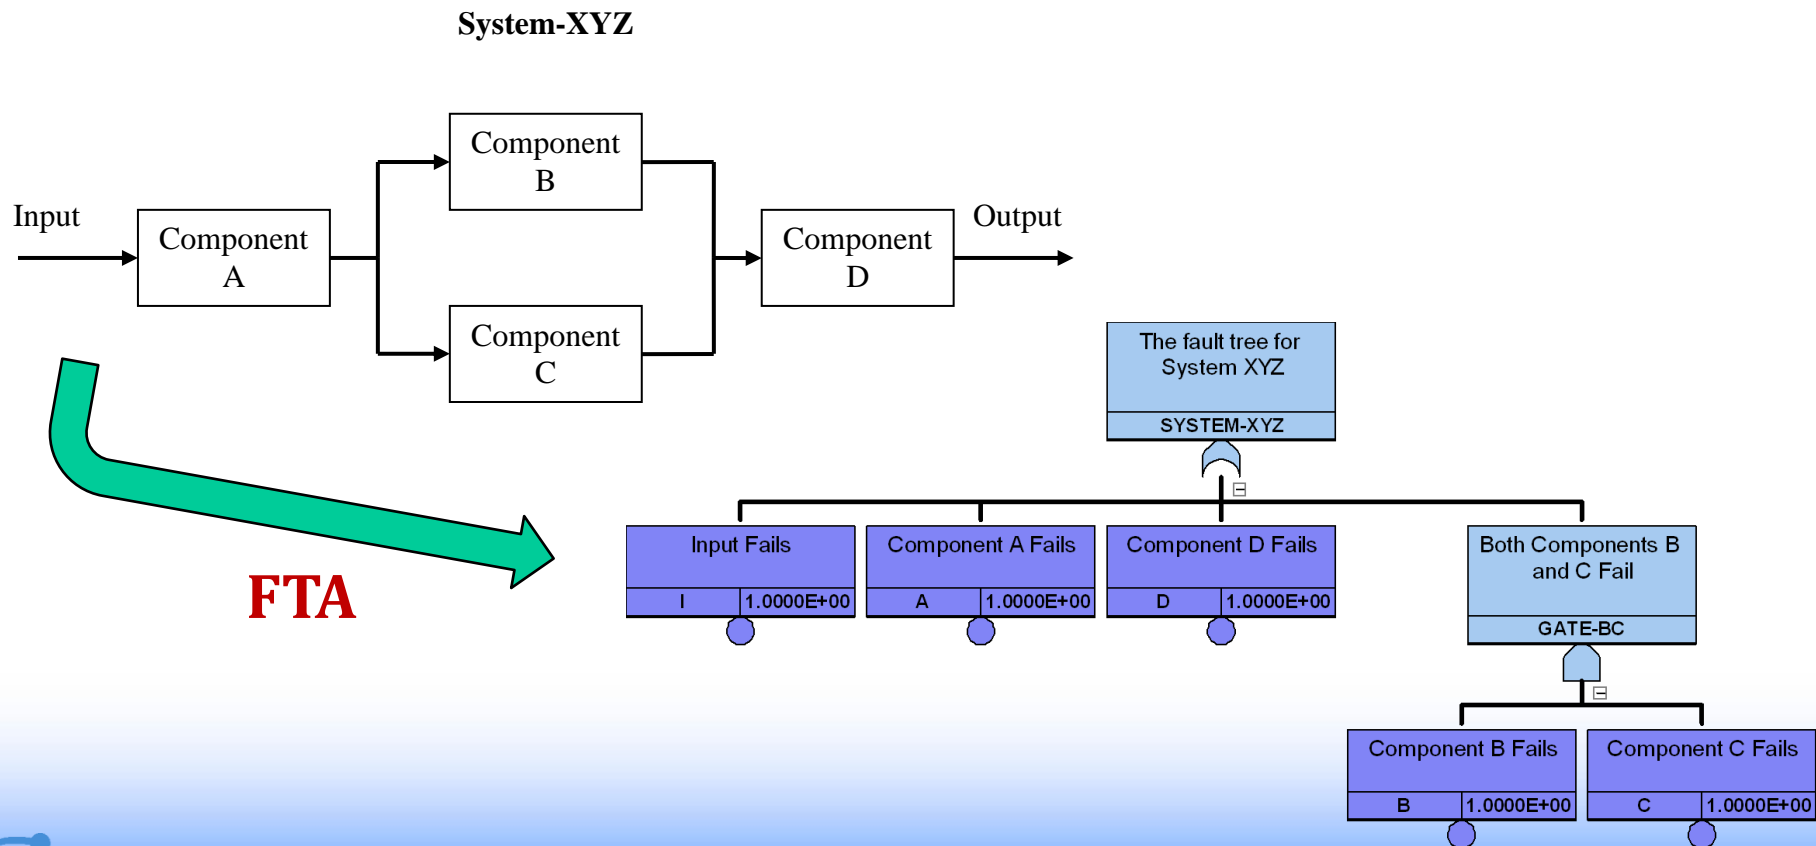 System-XYZ
Component
B
Input
Component
A
Component
D
Output
Component
C
The fault tree for
System XYZ
SYSTEM-XYZ
FTA
Input Fails
I 1.0000E+00
Component A Fails
A 1.0000E+00
Component D Fails
D 1.0000E+00
Both Components B
and C Fail
GATE-BC
Component B Fails
B 1.0000E+00
Component C Fails
C 1.0000E+00